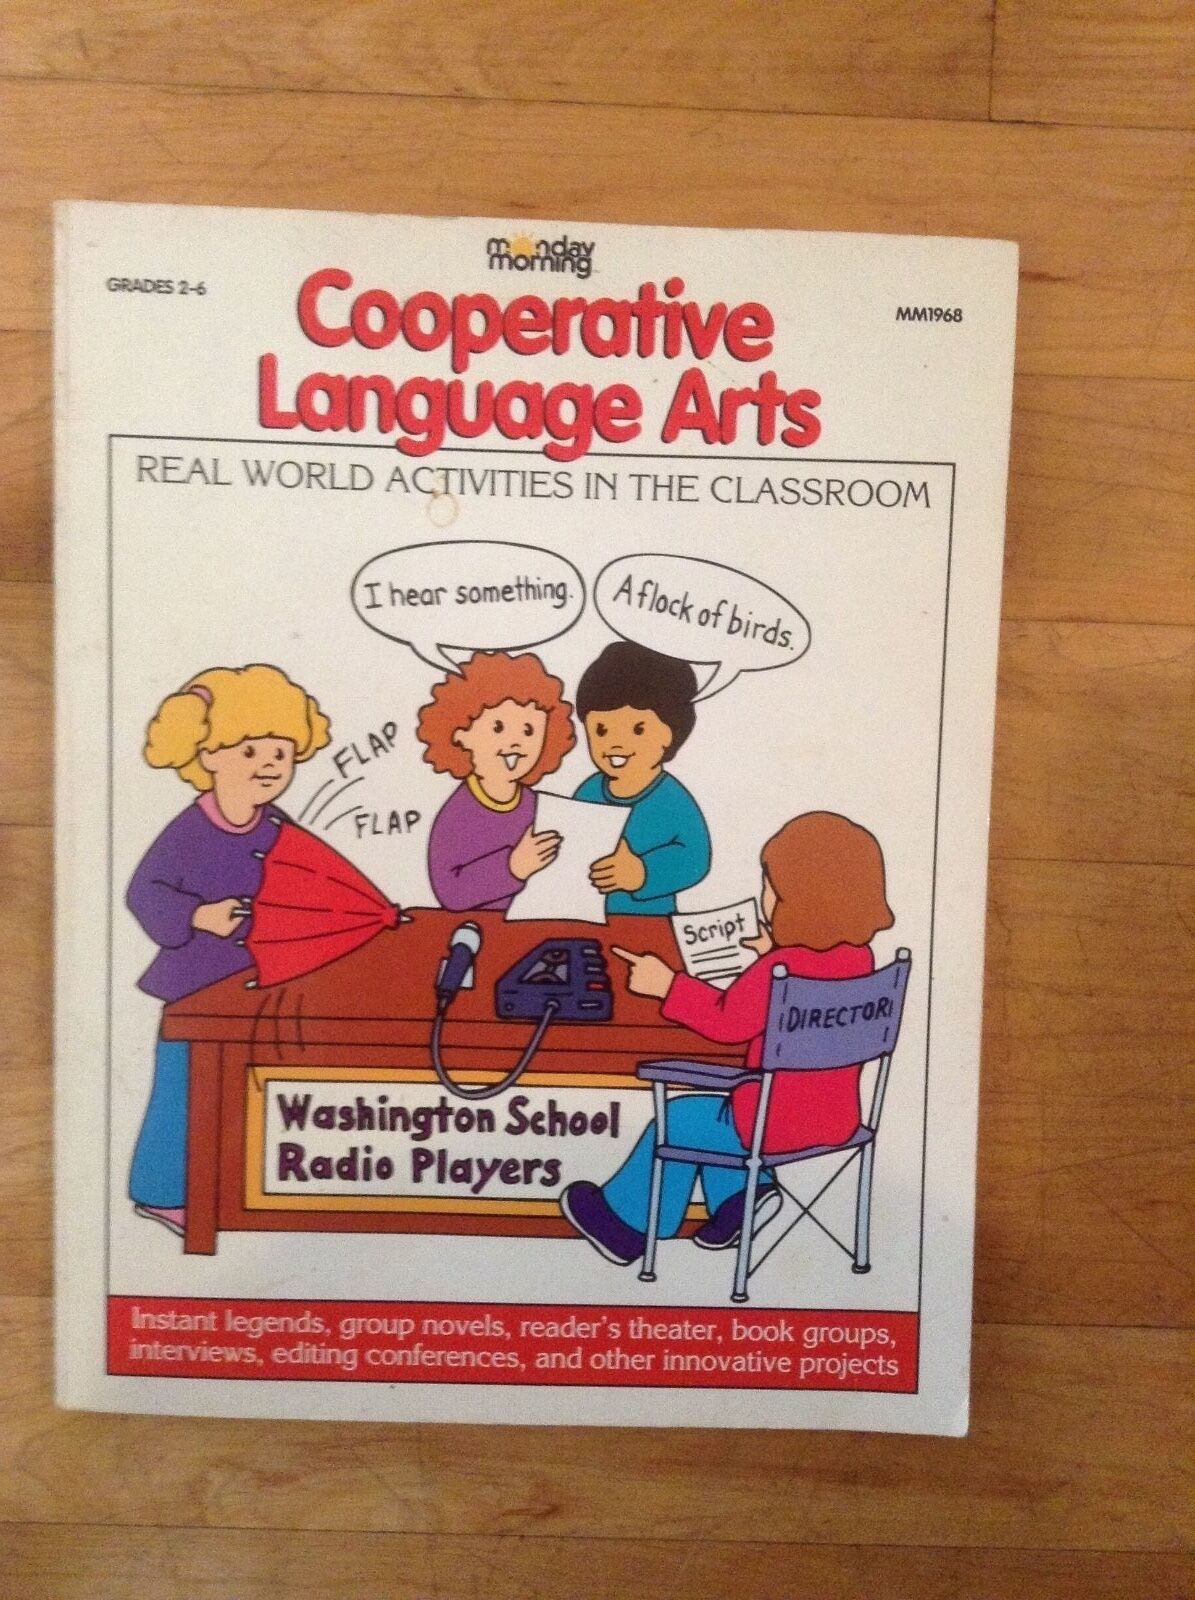 monday
morning
GRADES 2-6
MM1968
Cooperative
Language Arts
REAL WORLD ACTIVITIES IN THE CLASSROOM
I hear something.
A flock of birds.
FLAP
FLAP
Script
DIRECTOR
Washington School
Radio Players
Instant legends, group novels, reader's theater, book groups,
interviews, editing conferences, and other innovative projects